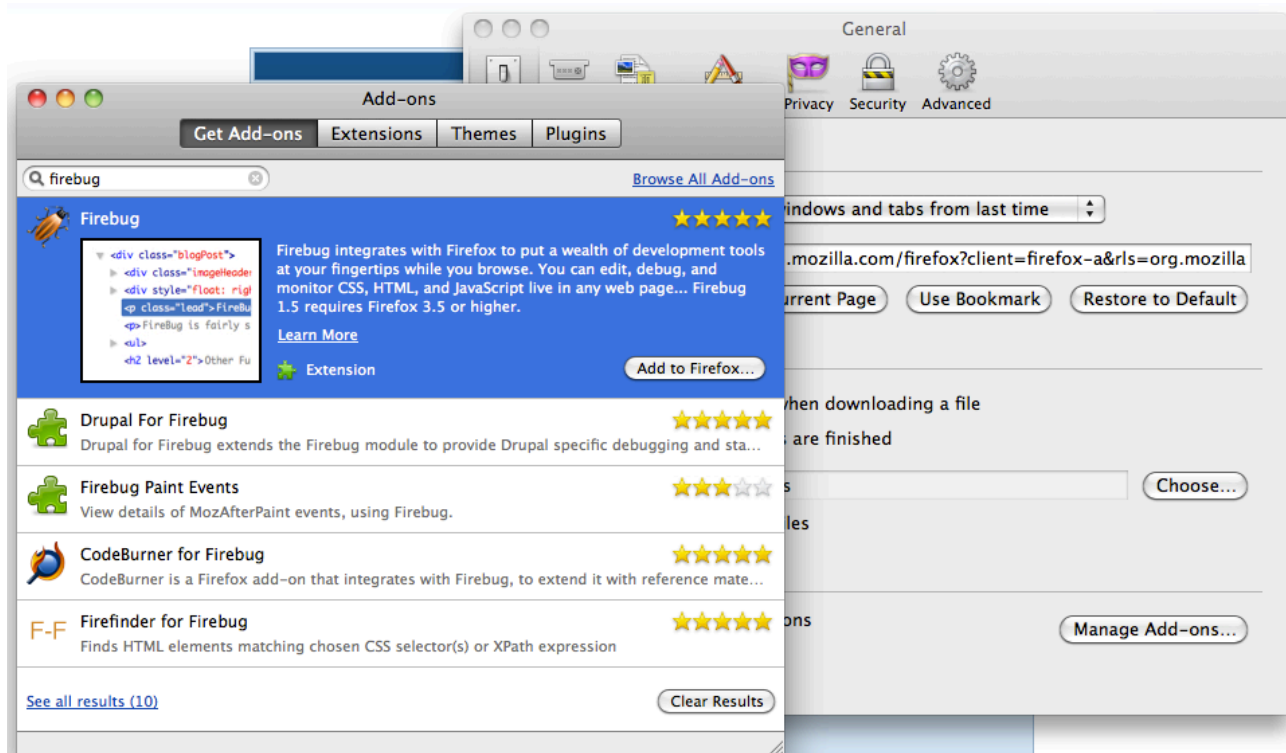 General
Privacy Security Advanced
Add-ons
Get Add-ons Extensions Themes Plugins
firebug
Browse All Add-ons
Firebug
<div class="blogPost">
<div class="imageHeader
<div style="float: righ
<p class="lead">FireBu
<p>FireBug is fairly s
<ul>
<h2 level="2">Other Fu
Firebug integrates with Firefox to put a wealth of development tools
at your fingertips while you browse. You can edit, debug, and
monitor CSS, HTML, and JavaScript live in any web page... Firebug
1.5 requires Firefox 3.5 or higher.
Learn More
Extension
Add to Firefox...
Drupal For Firebug
Drupal for Firebug extends the Firebug module to provide Drupal specific debugging and sta...
Firebug Paint Events
View details of MozAfterPaint events, using Firebug.
CodeBurner for Firebug
CodeBurner is a Firefox add-on that integrates with Firebug, to extend it with reference mate...
F-F
Firefinder for Firebug
Finds HTML elements matching chosen CSS selector(s) or XPath expression
See all results (10)
Clear Results
indows and tabs from last time
.mozilla.com/firefox?client=firefox-a&rls=org.mozilla
urrent Page Use Bookmark Restore to Default
when downloading a file
s are finished
s
Choose...
les
ons
Manage Add-ons...